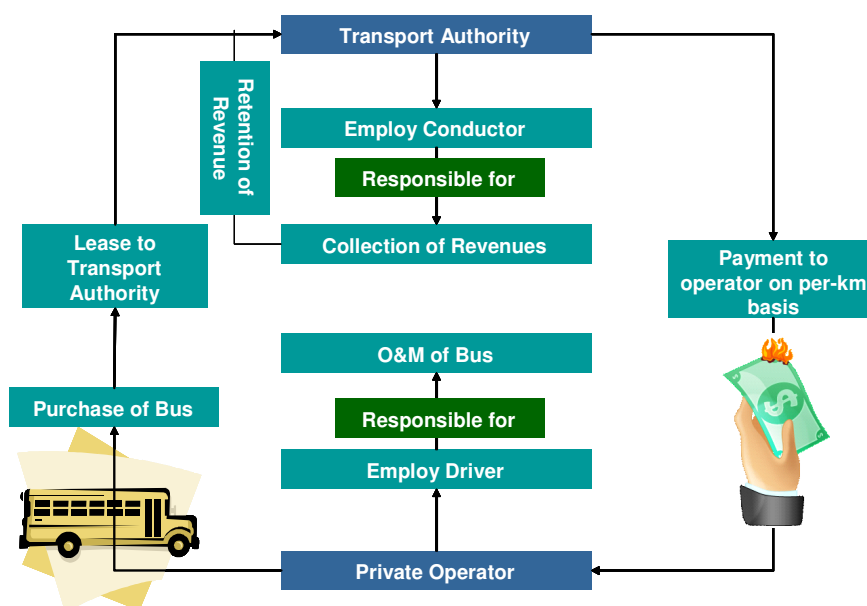 Transport Authority
Retention of
Revenue
Employ Conductor
Responsible for
Collection of Revenues
Lease to
Transport
Authority
Payment to
operator on per-km
basis
O&M of Bus
Responsible for
Purchase of Bus
Employ Driver
Private Operator